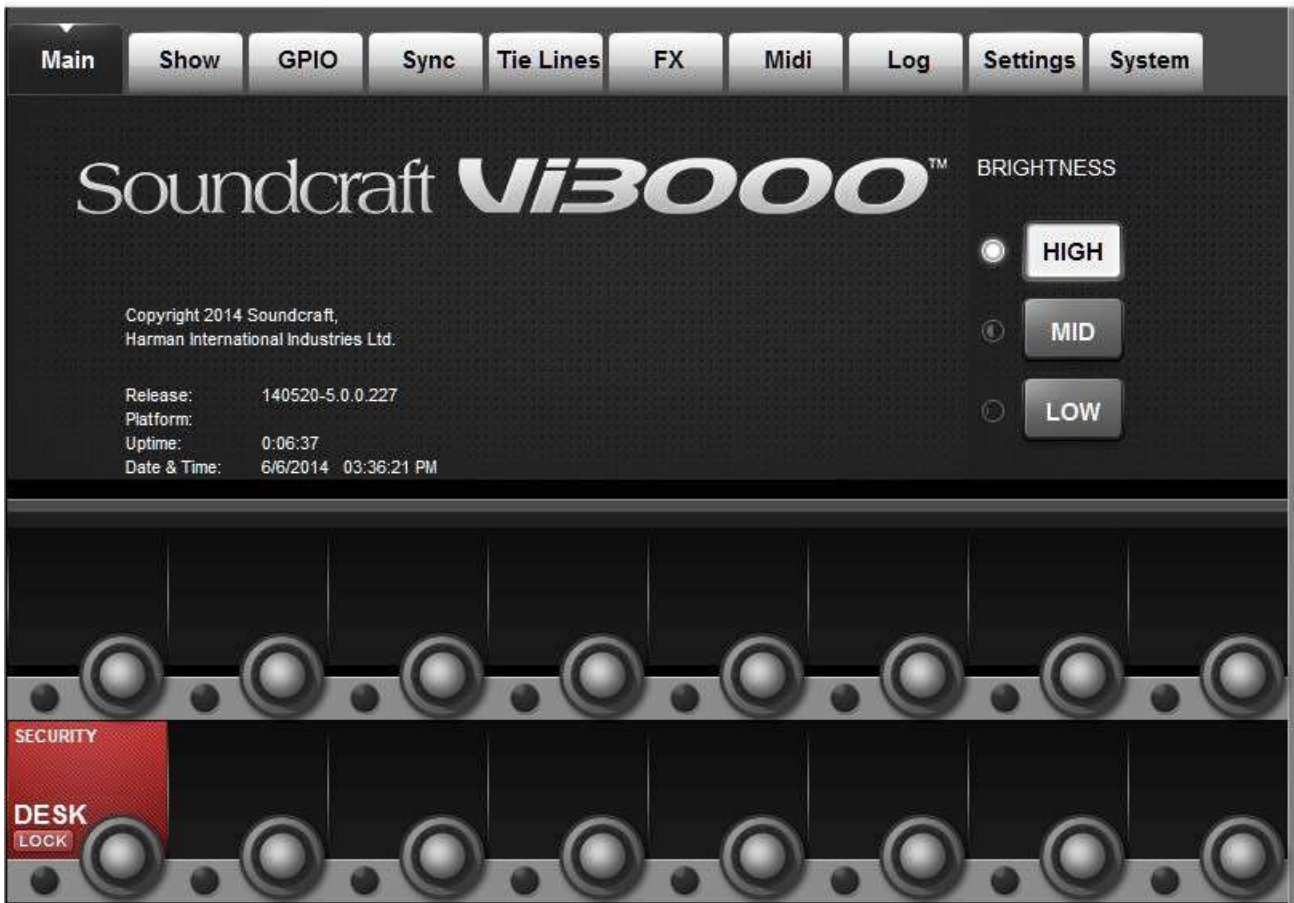 Main Show GPIO Sync Tie Lines FX Midi Log Settings System
Soundcraft Vi3000™
BRIGHTNESS
HIGH
MID
LOW
Copyright 2014 Soundcraft,
Harman International Industries Ltd.
Release: 140520-5.0.0.227
Platform:
Uptime: 0:06:37
Date & Time: 6/6/2014 03:36:21 PM
SECURITY
DESK
LOCK